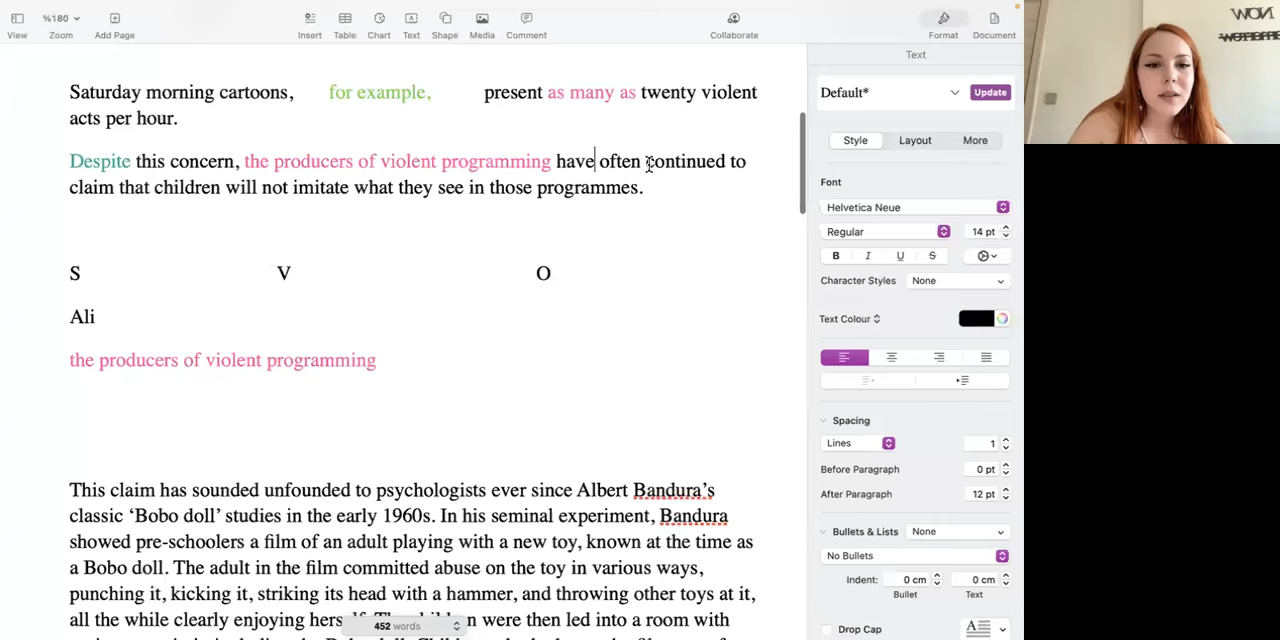 %180
View
Zoom
Add Page
Insert
Table
Chart
Text
Shape
Media
Comment
Collaborate
Format
Document
Saturday morning cartoons, for example, present as many as twenty violent
acts per hour.
Despite this concern, the producers of violent programming have often continued to
claim that children will not imitate what they see in those programmes.
S V O
Ali
the producers of violent programming
This claim has sounded unfounded to psychologists ever since Albert Bandura's
classic 'Bobo doll' studies in the early 1960s. In his seminal experiment, Bandura
showed pre-schoolers a film of an adult playing with a new toy, known at the time as
a Bobo doll. The adult in the film committed abuse on the toy in various ways,
punching it, kicking it, striking its head with a hammer, and throwing other toys at it,
all the while clearly enjoying were then led into a room with
452 words
Text
Default*
Update
Style
Layout
More
Font
Helvetica Neue
Regular
14 pt
B I U S
Character Styles
None
Text Colour
Spacing
Lines
1
Before Paragraph
0 pt
After Paragraph
12 pt
Bullets & Lists
None
No Bullets
Indent:
0 cm
0 cm
Bullet
Text
Drop Cap